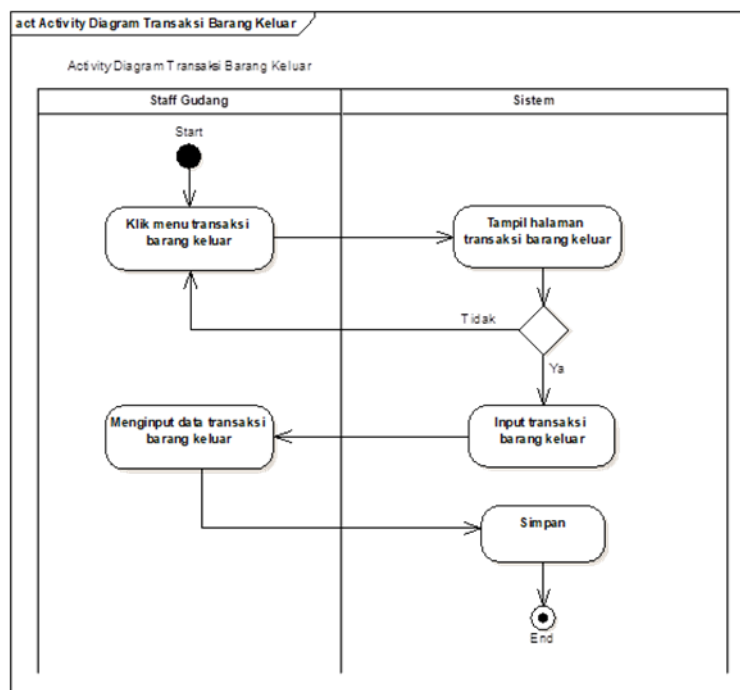 act Activity Diagram Transaksi Barang Keluar
Activity Diagram Transaksi Barang Keluar
Staff Gudang
Sistem
Start
Klik menu transaksi
barang keluar
Tampil halaman
transaksi barang keluar
Tidak
Ya
Menginput data transaksi
barang keluar
Input transaksi
barang keluar
Simpan
End